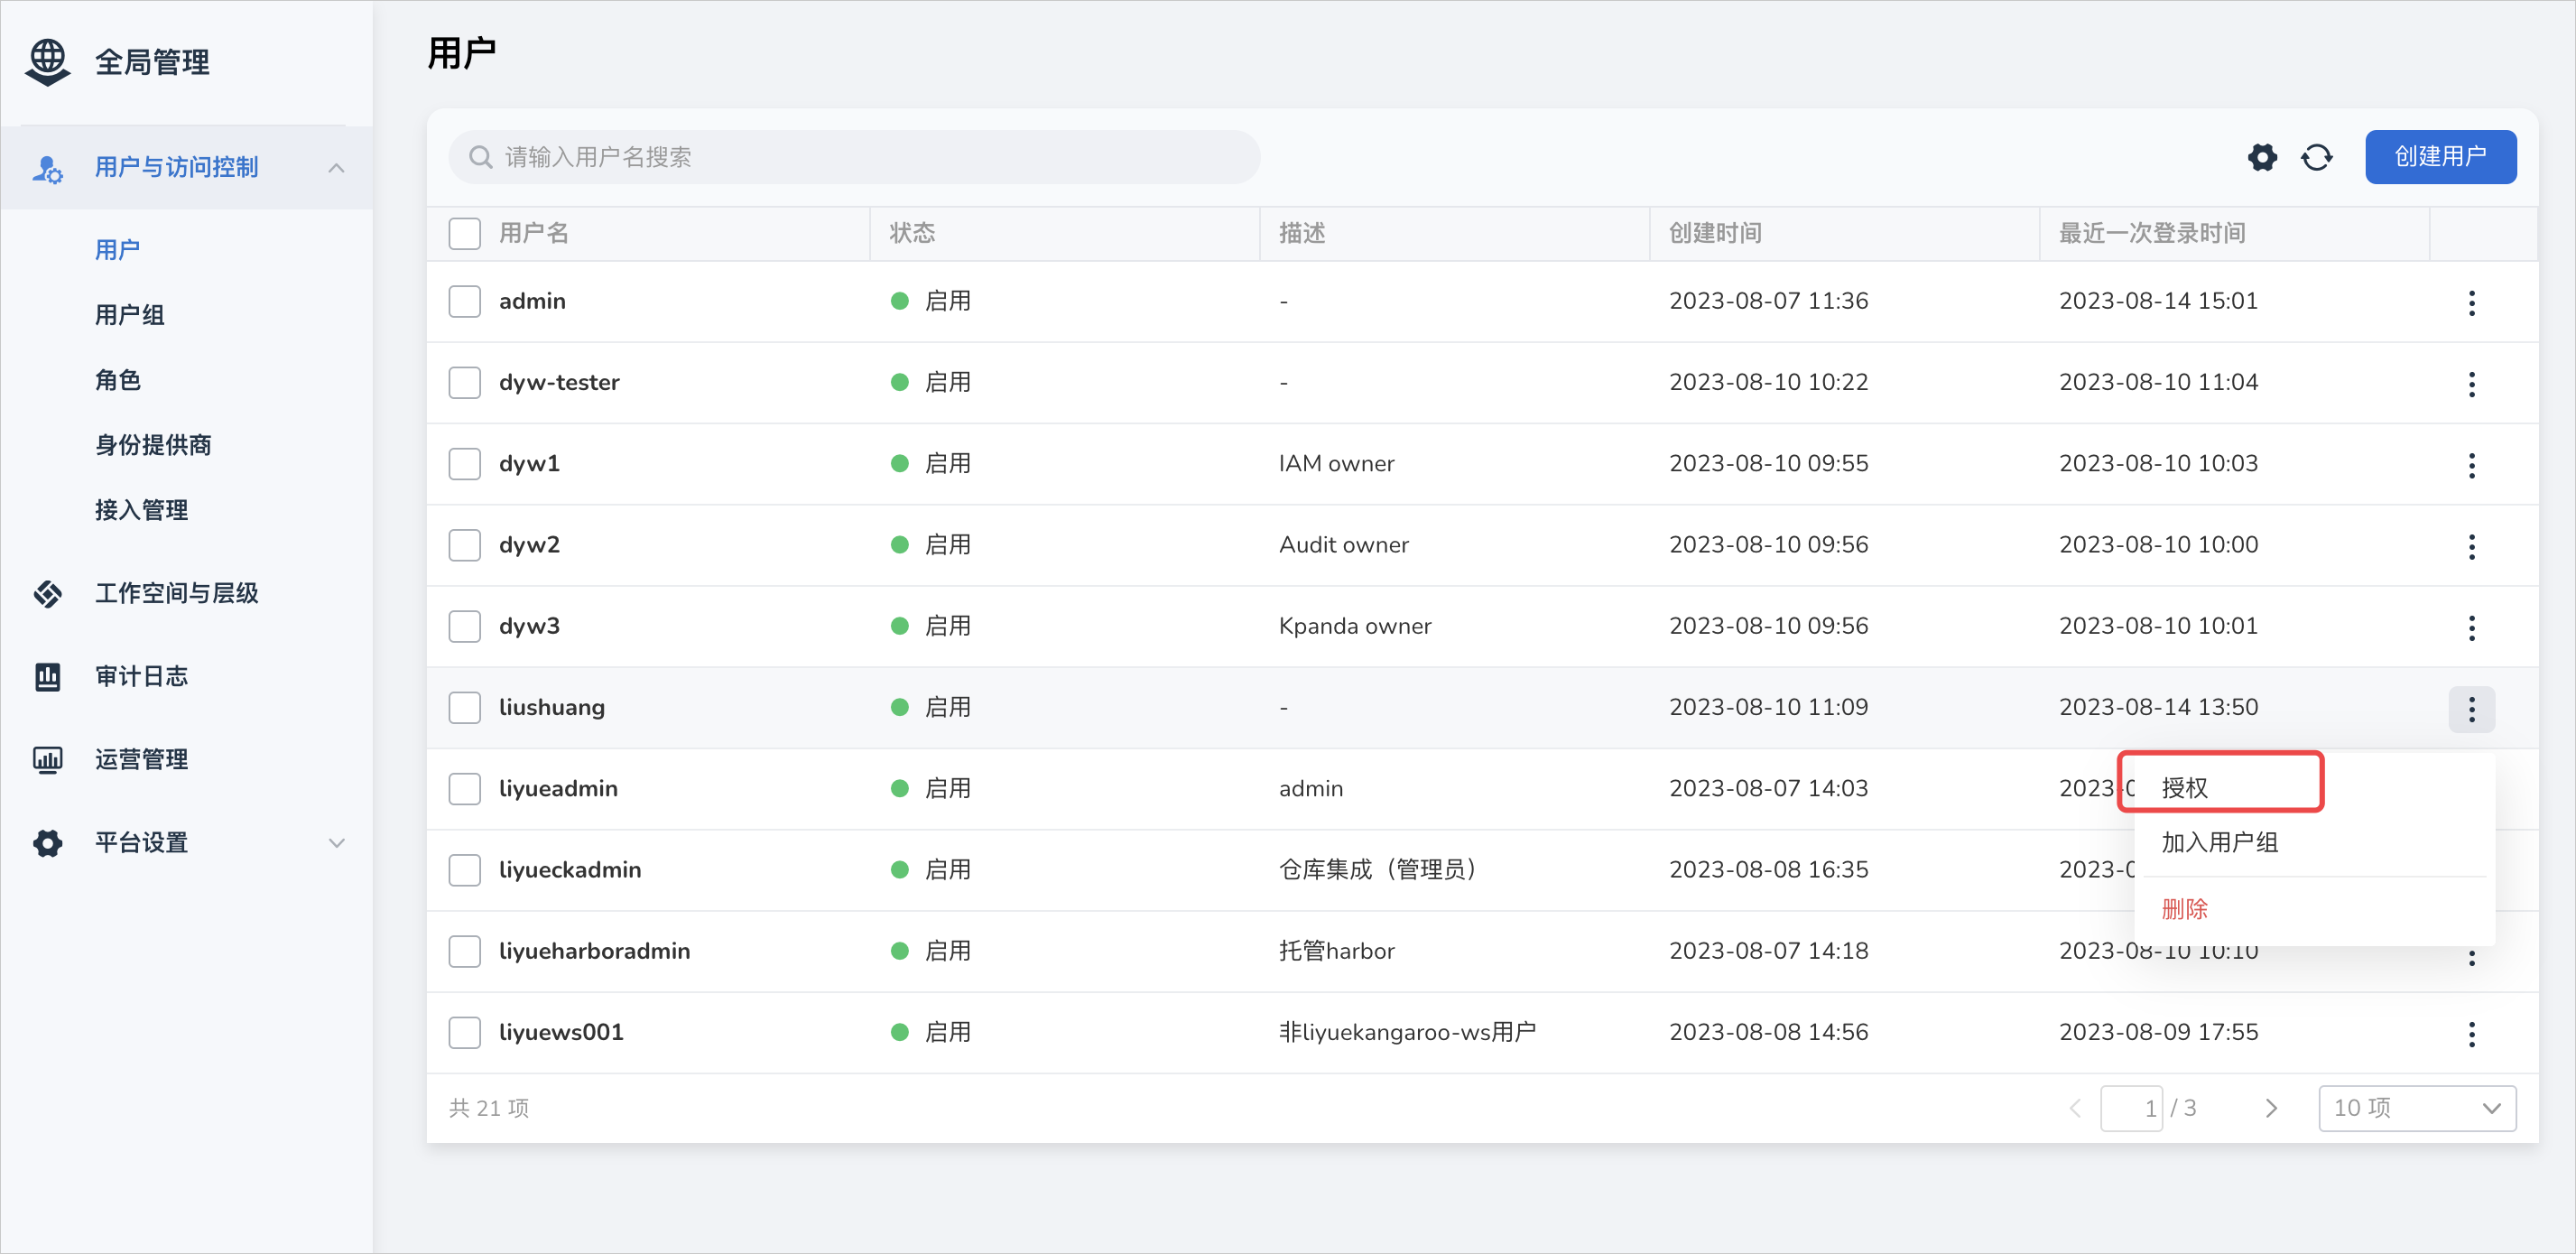 全局管理
用户与访问控制
用户
用户组
角色
身份提供商
接入管理
工作空间与层级
审计日志
运营管理
平台设置
用户
请输入用户名搜索
创建用户
用户名 状态 描述 创建时间 最近一次登录时间
admin 启用 - 2023-08-07 11:36 2023-08-14 15:01
dyw-tester 启用 - 2023-08-10 10:22 2023-08-10 11:04
dyw1 启用 IAM owner 2023-08-10 09:55 2023-08-10 10:03
dyw2 启用 Audit owner 2023-08-10 09:56 2023-08-10 10:00
dyw3 启用 Kpanda owner 2023-08-10 09:56 2023-08-10 10:01
liushuang 启用 - 2023-08-10 11:09 2023-08-14 13:50
liyueadmin 启用 admin 2023-08-07 14:03 2023-0
授权
加入用户组
删除
liyueckadmin 启用 仓库集成（管理员） 2023-08-08 16:35 2023-0
liyueharboradmin 启用 托管harbor 2023-08-07 14:18 2023-08-10 10:10
liyuews001 启用 非liyuekangaroo-ws用户 2023-08-08 14:56 2023-08-09 17:55
共 21 项
1 / 3
10 项